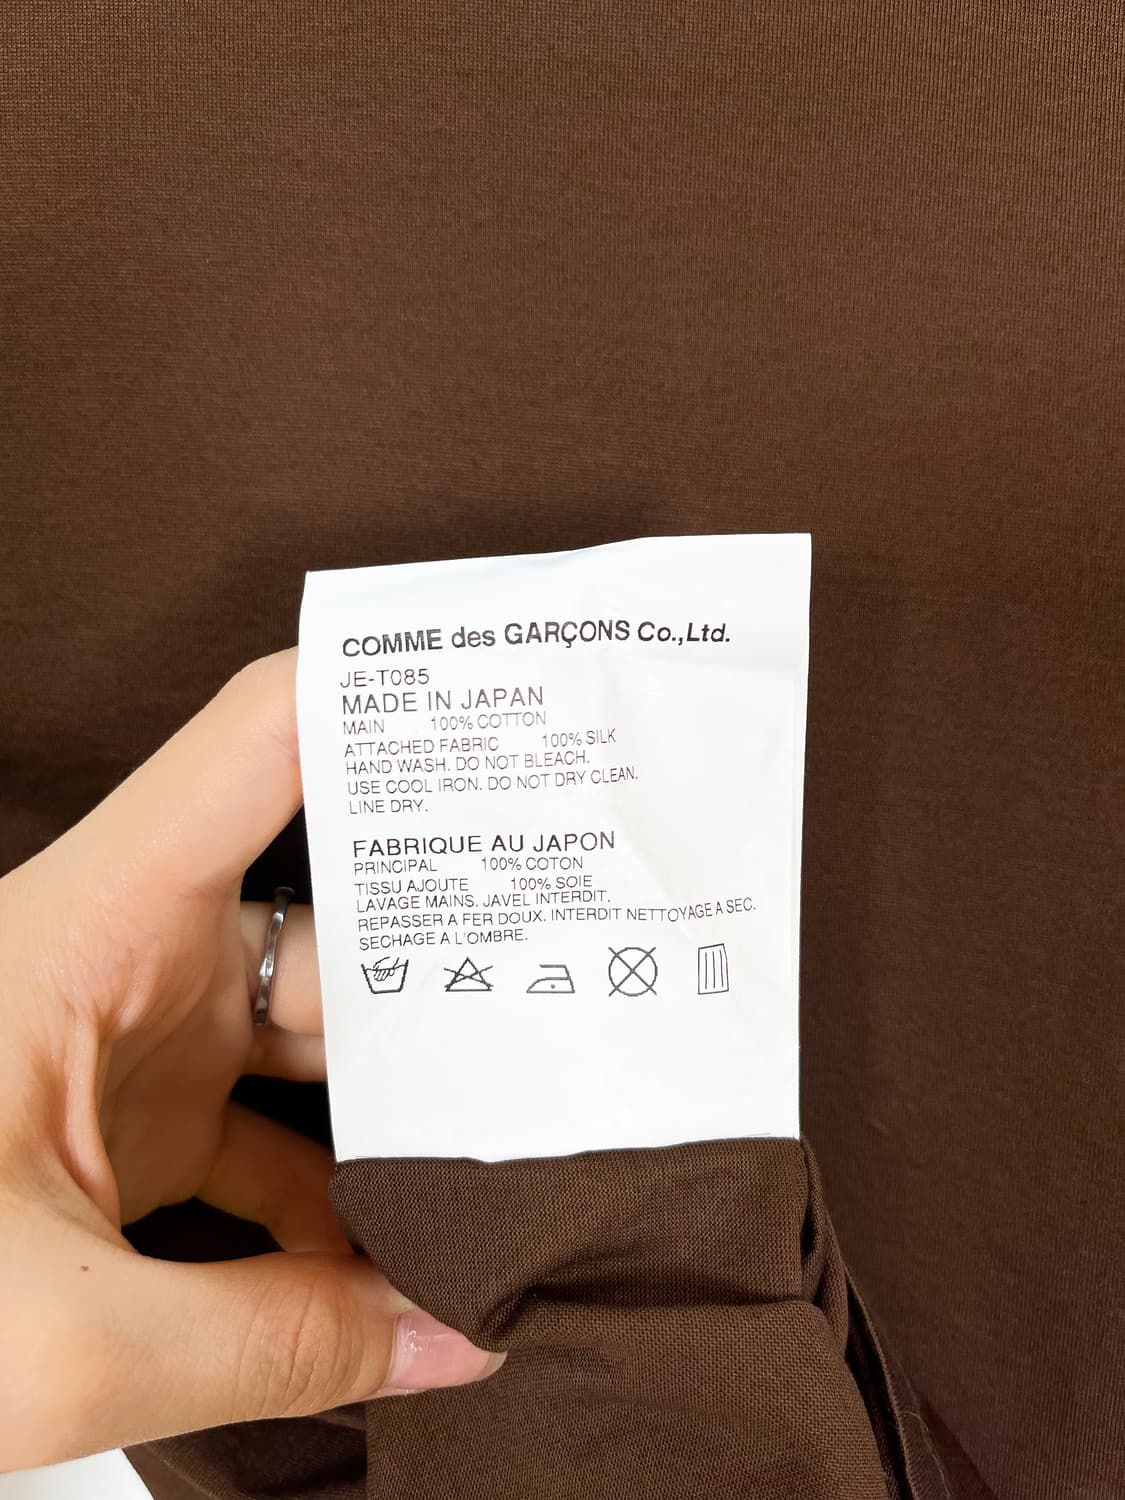 COMME des GARÇONS Co.,Ltd.
JE-T085
MADE IN JAPAN
MAIN 100% COTTON
ATTACHED FABRIC 100% SILK
HAND WASH. DO NOT BLEACH.
USE COOL IRON. DO NOT DRY CLEAN.
LINE DRY.
FABRIQUE AU JAPON
PRINCIPAL 100% COTON
TISSU AJOUTE 100% SOIE
LAVAGE MAINS. JAVEL INTERDIT.
REPASSER A FER DOUX. INTERDIT NETTOYAGE A SEC.
SECHAGE A L'OMBRE.